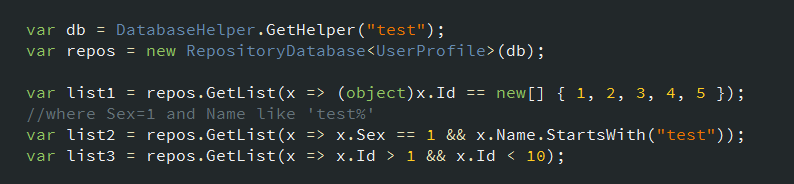 var db = DatabaseHelper.GetHelper("test");
var repos = new RepositoryDatabase<UserProfile>(db);
var list1 = repos.GetList(x => (object)x.Id == new[] { 1, 2, 3, 4, 5 });
//where Sex=1 and Name like 'test%'
var list2 = repos.GetList(x => x.Sex == 1 && x.Name.StartsWith("test"));
var list3 = repos.GetList(x => x.Id > 1 && x.Id < 10);